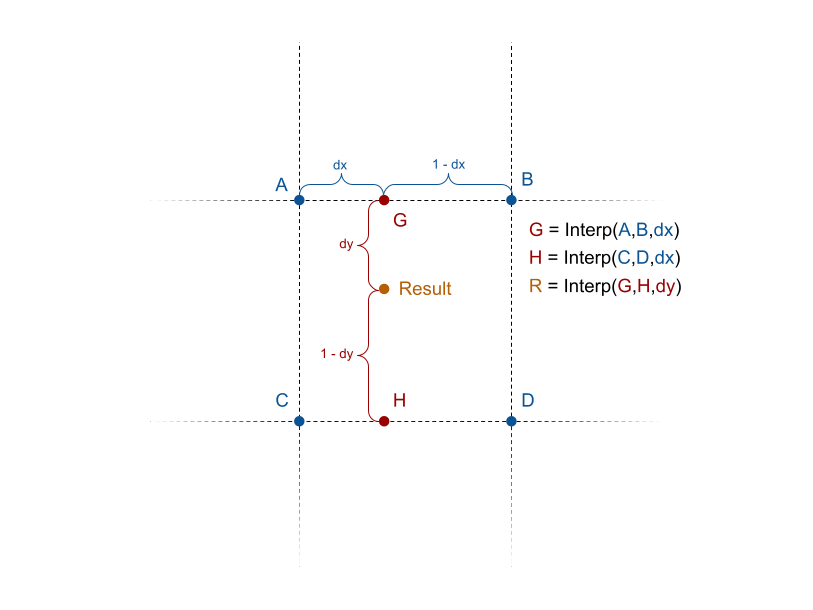 dx
1 - dx
A
B
G
G = Interp(A,B,dx)
dy
H = Interp(C,D,dx)
Result
R = Interp(G,H,dy)
1 - dy
C
H
D